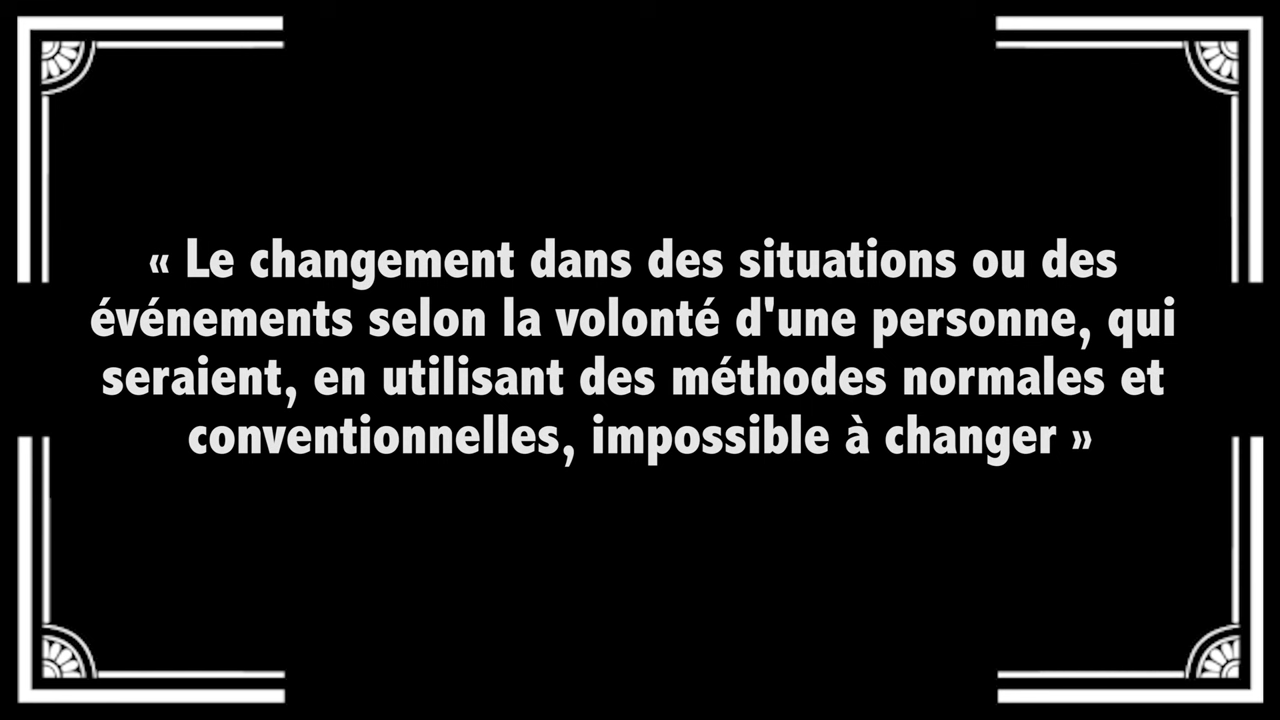 « Le changement dans des situations ou des
événements selon la volonté d'une personne, qui
seraient, en utilisant des méthodes normales et
conventionnelles, impossible à changer »